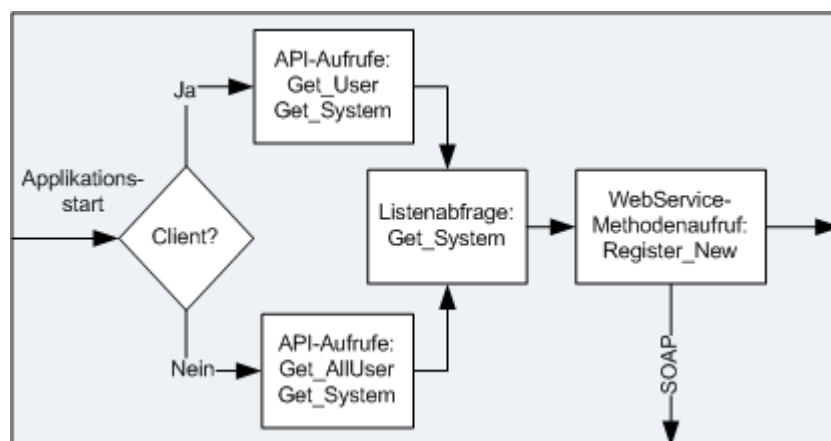 API-Aufrufe:
Get_User
Get_System
Ja
Applikations-
start
Client?
Listenabfrage:
Get_System
WebService-
Methodenaufruf:
Register_New
Nein
API-Aufrufe:
Get_AllUser
Get_System
SOAP